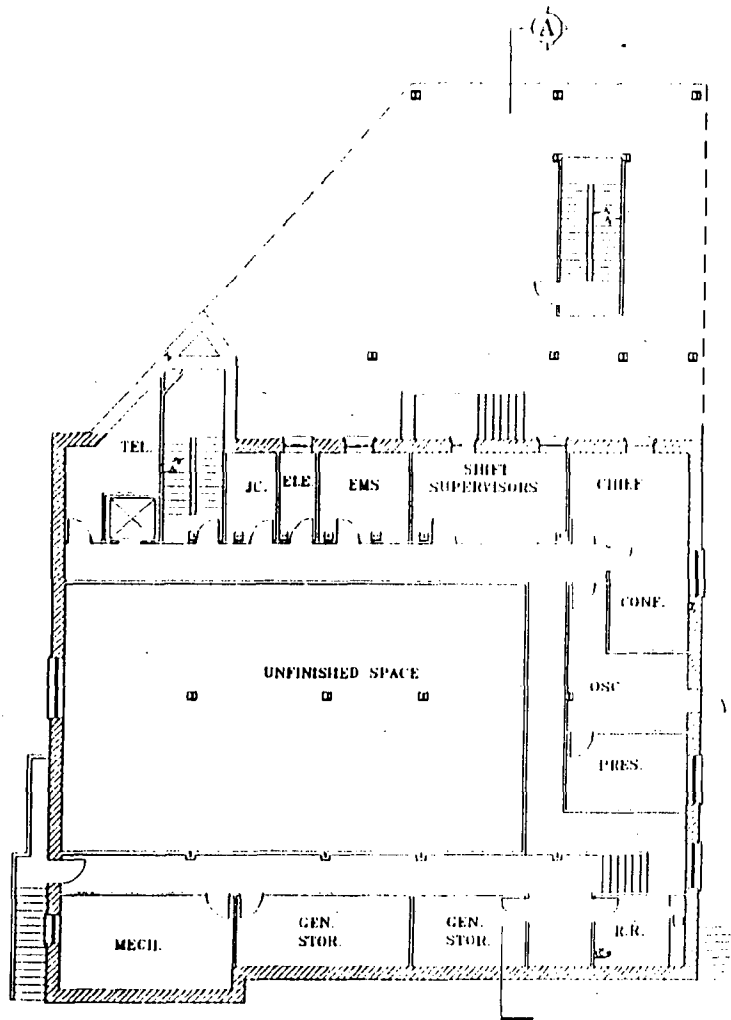 A
TEL.
JC.
ELE.
EMS
SHIFT
SUPERVISORS
CHIEF
CONF.
UNFINISHED SPACE
OSC
PRES.
MECH.
GEN.
STOR.
GEN.
STOR.
R.R.